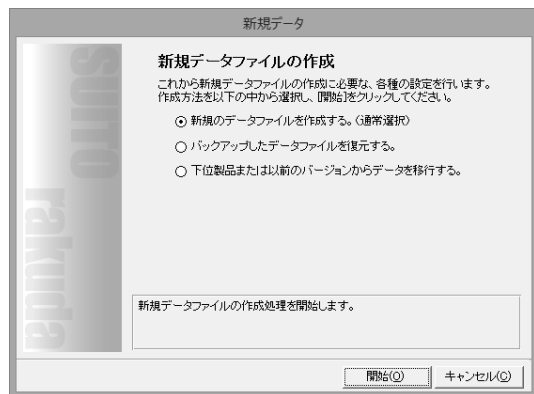 新規データ
SUITO
rakuda
新規データファイルの作成
これから新規データファイルの作成に必要な、各種の設定を行います。
作成方法を以下の中から選択し、[開始]をクリックしてください。
新規のデータファイルを作成する。(通常選択)
バックアップしたデータファイルを復元する。
下位製品または以前のバージョンからデータを移行する。
新規データファイルの作成処理を開始します。
開始(O)
キャンセル(C)